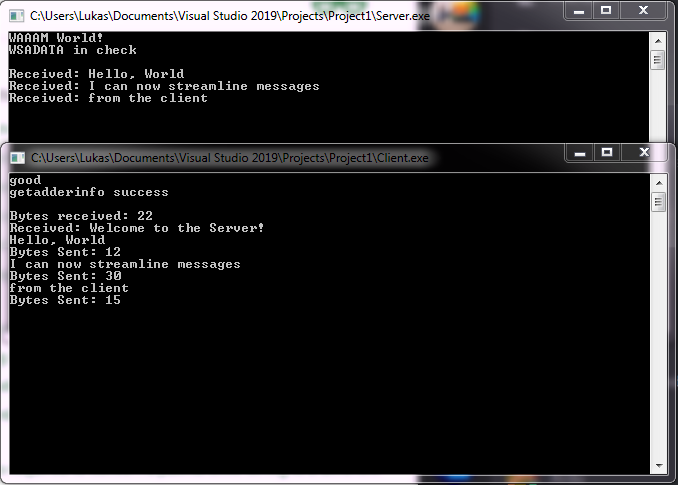 C:\Users\Lukas\Documents\Visual Studio 2019\Projects\Project1\Server.exe
WAAAM World!
WSADATA in check
Received: Hello, World
Received: I can now streamline messages
Received: from the client
C:\Users\Lukas\Documents\Visual Studio 2019\Projects\Project1\Client.exe
good
getadderinfo success
Bytes received: 22
Received: Welcome to the Server!
Hello, World
Bytes Sent: 12
I can now streamline messages
Bytes Sent: 30
from the client
Bytes Sent: 15